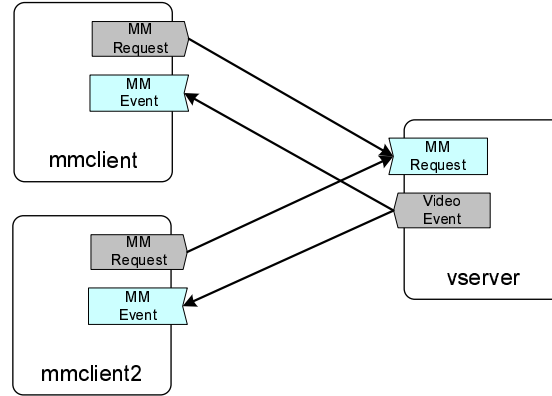 MM
Request
MM
Event
mmclient
MM
Request
Video
Event
vserver
MM
Request
MM
Event
mmclient2